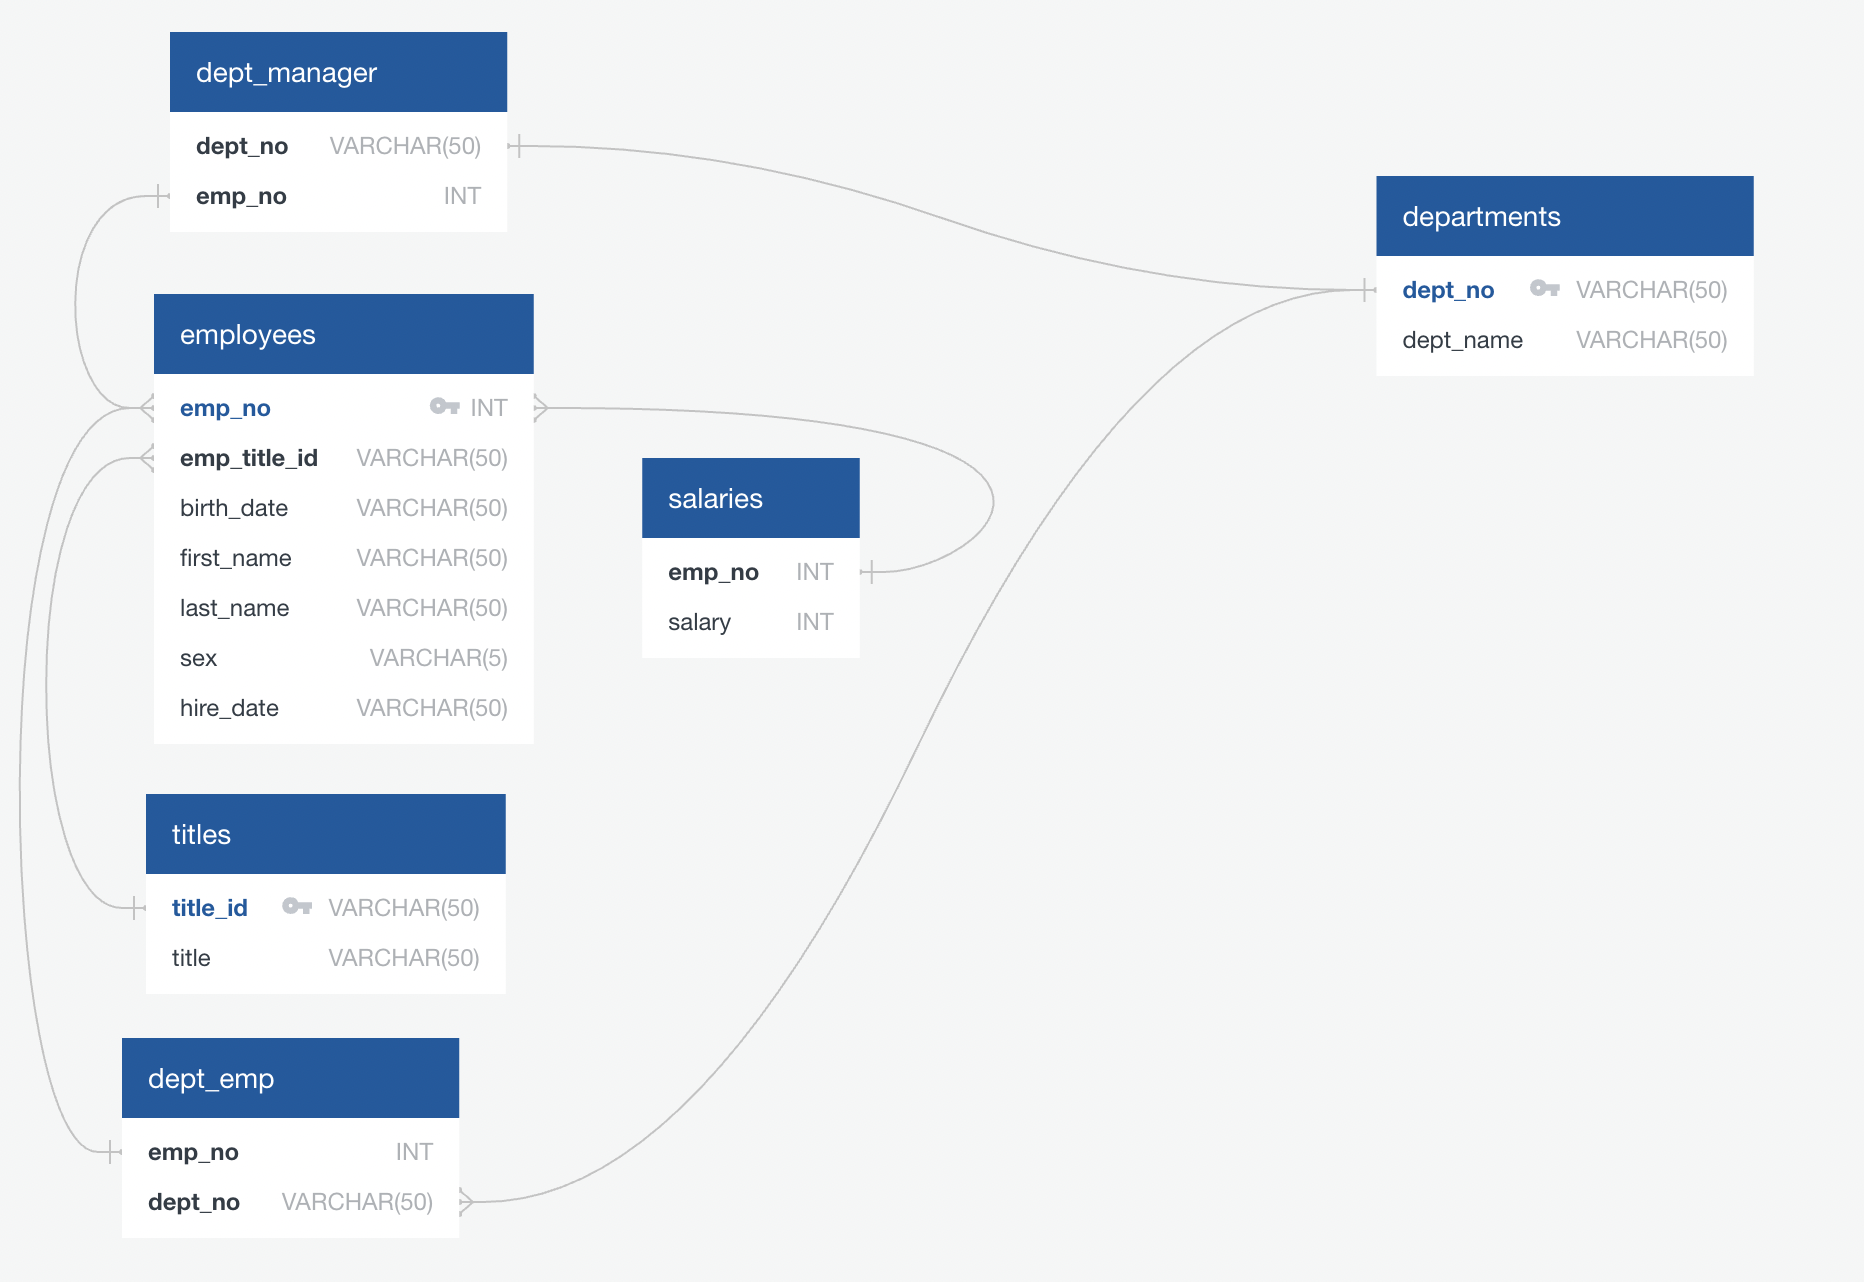 dept_manager
dept_no VARCHAR(50)
emp_no INT
departments
dept_no VARCHAR(50)
dept_name VARCHAR(50)
employees
emp_no INT
emp_title_id VARCHAR(50)
birth_date VARCHAR(50)
first_name VARCHAR(50)
last_name VARCHAR(50)
sex VARCHAR(5)
hire_date VARCHAR(50)
salaries
emp_no INT
salary INT
titles
title_id VARCHAR(50)
title VARCHAR(50)
dept_emp
emp_no INT
dept_no VARCHAR(50)